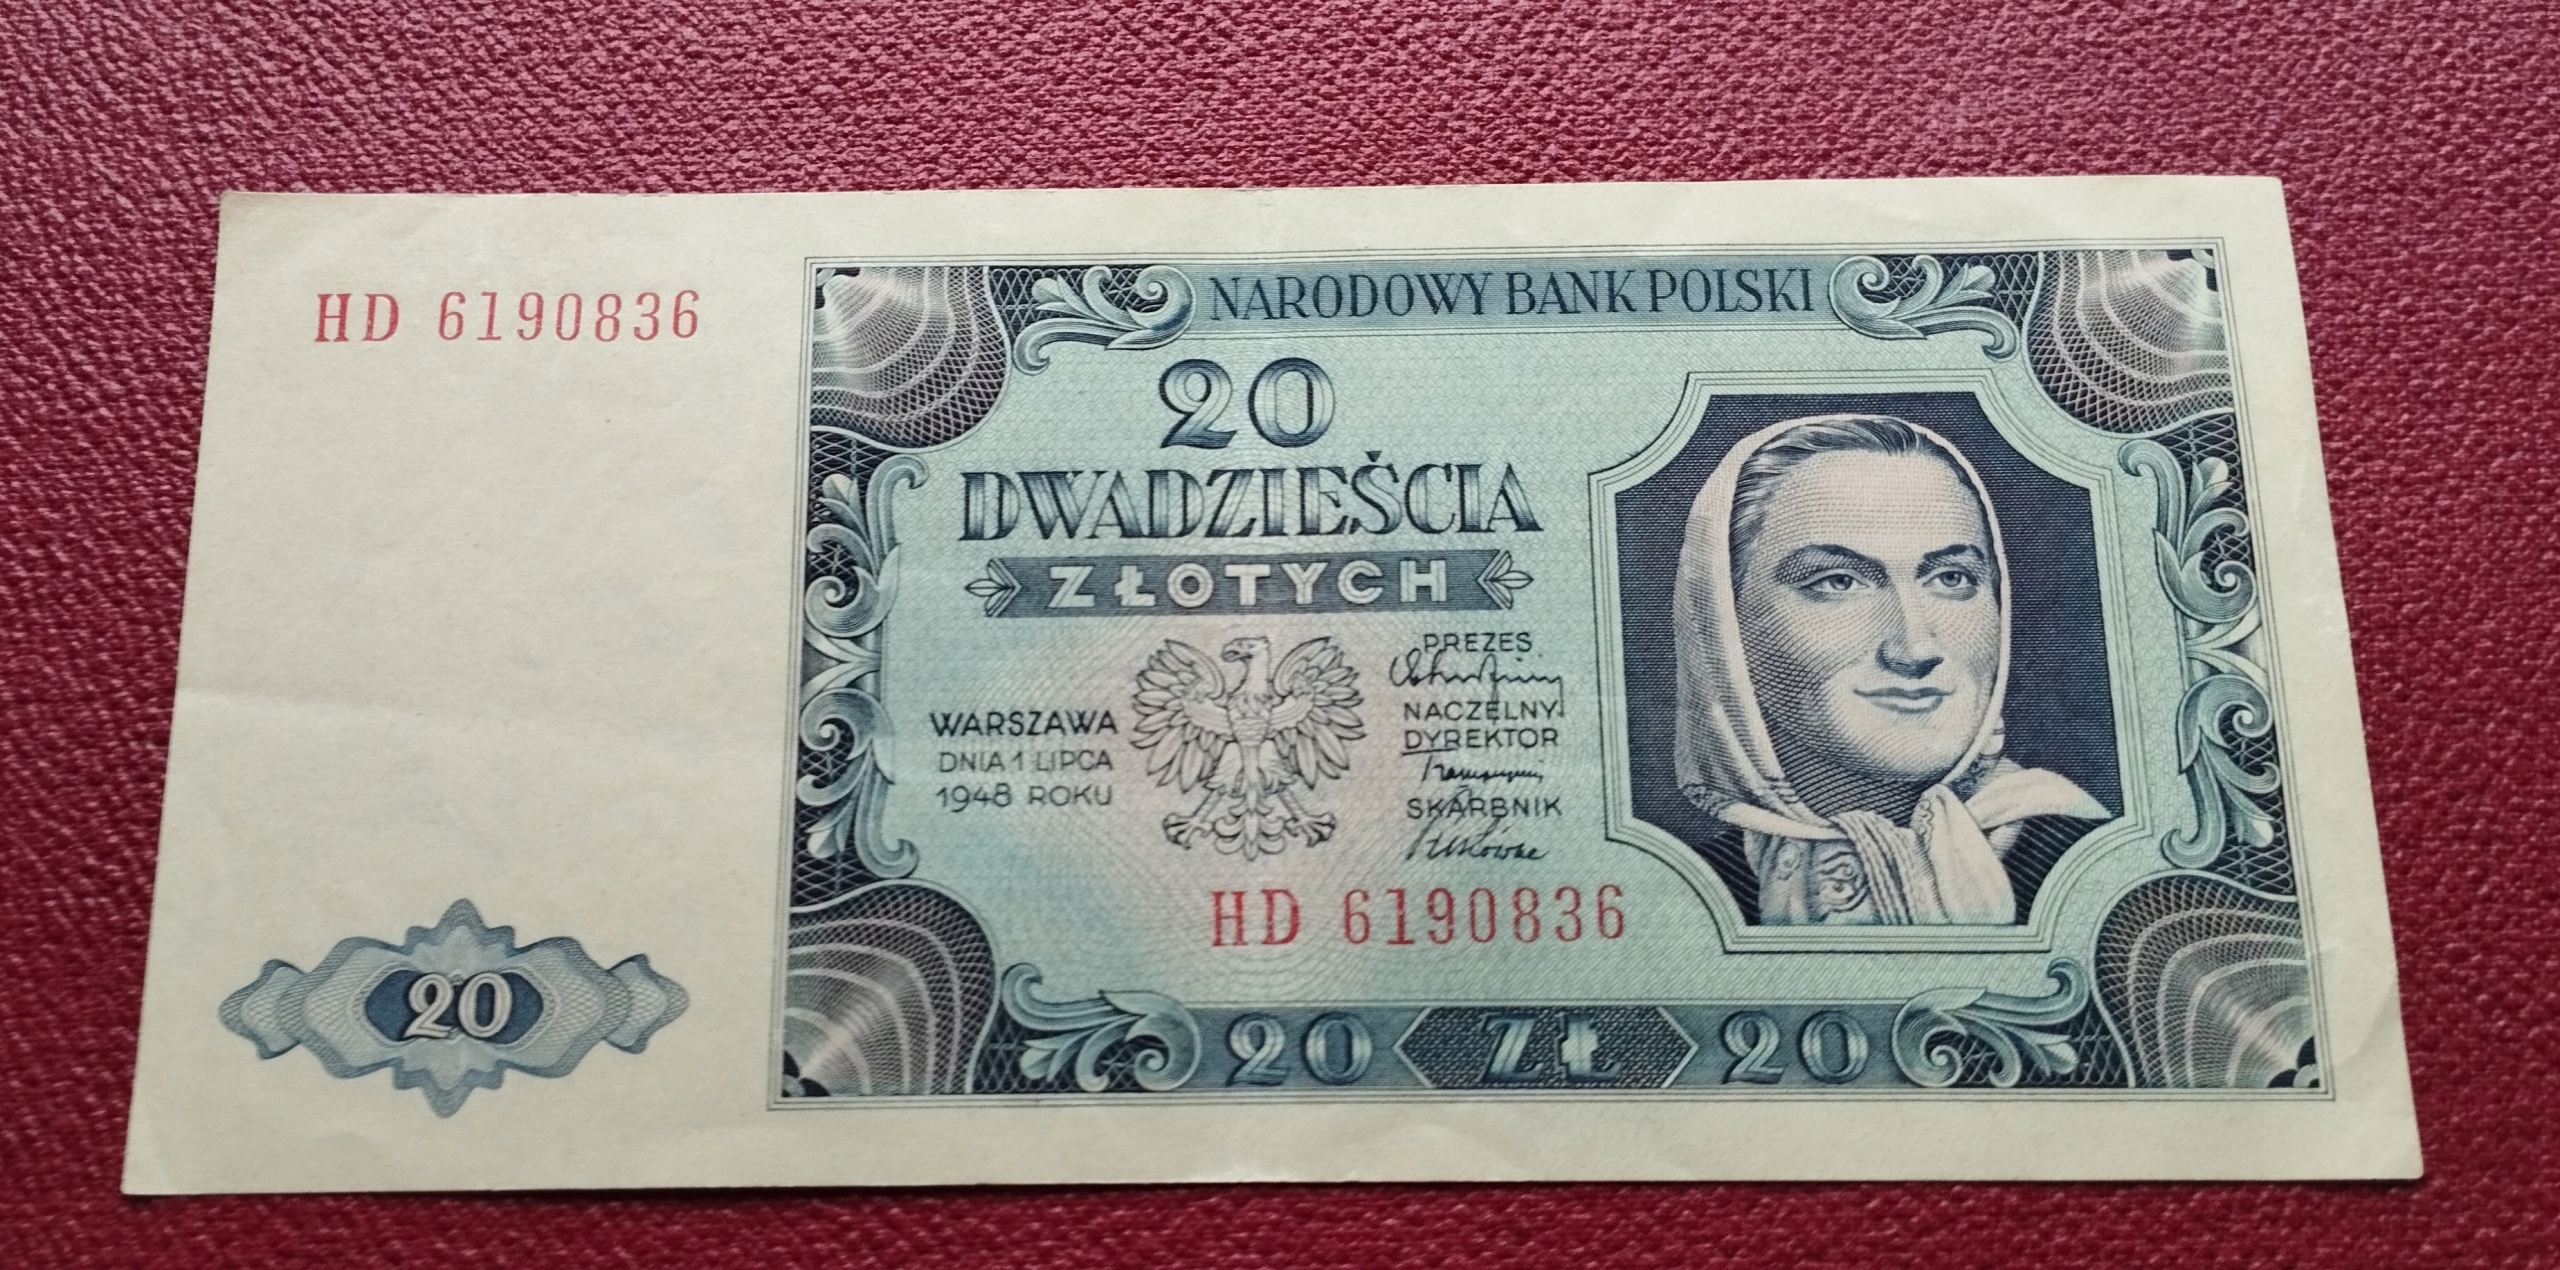 HD 6190836
20
NARODOWY BANK POLSKI
20
DWADZIEŚCIA
ZŁOTYCH
WARSZAWA
DNIA 1 LIPCA
1948 ROKU
PREZES
NACZELNY
DYREKTOR
SKARBNIK
HD 6190836
20 ZŁ 20